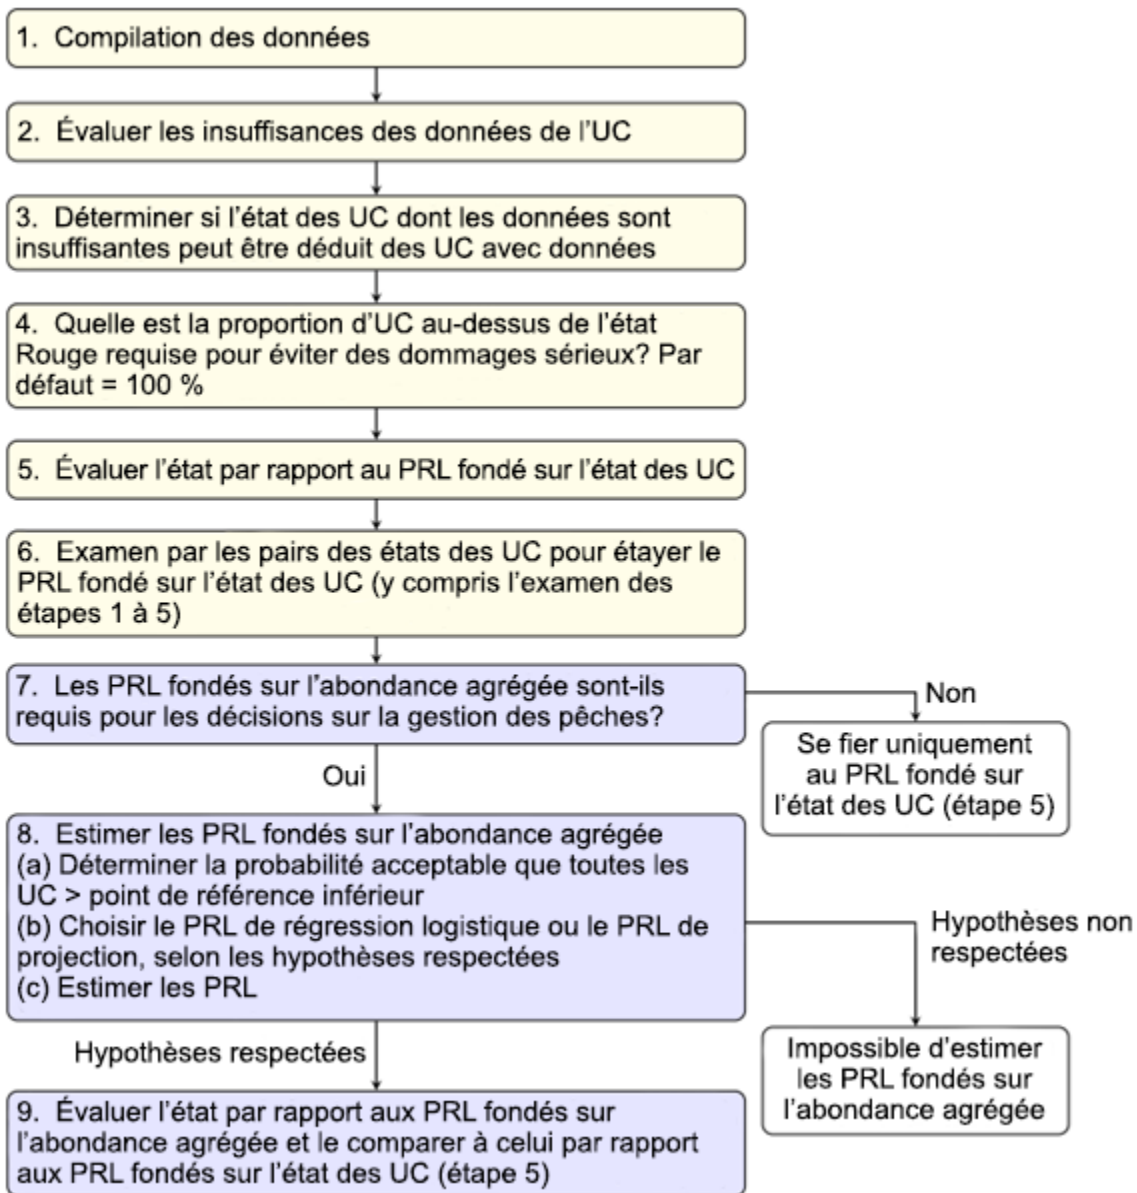 1. Compilation des données
2. Évaluer les insuffisances des données de l'UC
3. Déterminer si l'état des UC dont les données sont
insuffisantes peut être déduit des UC avec données
4. Quelle est la proportion d'UC au-dessus de l'état
Rouge requise pour éviter des dommages sérieux? Par
défaut = 100 %
5. Évaluer l'état par rapport au PRL fondé sur l'état des UC
6. Examen par les pairs des états des UC pour étayer le
PRL fondé sur l'état des UC (y compris l'examen des
étapes 1 à 5)
7. Les PRL fondés sur l'abondance agrégée sont-ils
requis pour les décisions sur la gestion des pêches?
Non
Se fier uniquement
au PRL fondé sur
l'état des UC (étape 5)
Oui
8. Estimer les PRL fondés sur l'abondance agrégée
(a) Déterminer la probabilité acceptable que toutes les
UC > point de référence inférieur
(b) Choisir le PRL de régression logistique ou le PRL de
projection, selon les hypothèses respectées
(c) Estimer les PRL
Hypothèses non
respectées
Impossible d'estimer
les PRL fondés sur
l'abondance agrégée
Hypothèses respectées
9. Évaluer l'état par rapport aux PRL fondés sur
l'abondance agrégée et le comparer à celui par rapport
aux PRL fondés sur l'état des UC (étape 5)